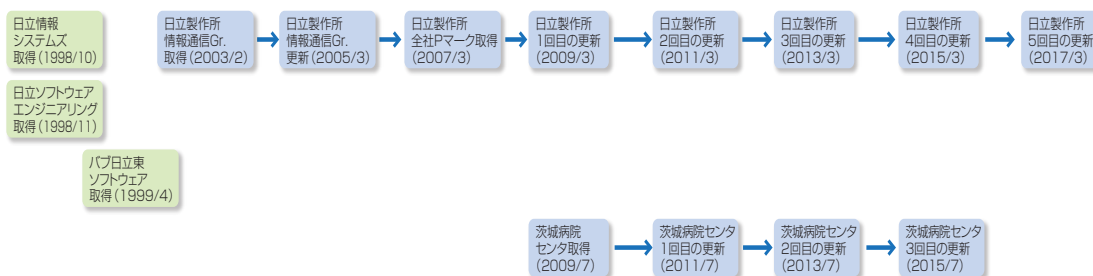 日立情報
システムズ
取得(1998/10)
日立製作所
情報通信Gr.
取得(2003/2)
日立製作所
情報通信Gr.
更新(2005/3)
日立製作所
全社Pマーク取得
(2007/3)
日立製作所
1回目の更新
(2009/3)
日立製作所
2回目の更新
(2011/3)
日立製作所
3回目の更新
(2013/3)
日立製作所
4回目の更新
(2015/3)
日立製作所
5回目の更新
(2017/3)
日立ソフトウェア
エンジニアリング
取得(1998/11)
バブ日立東
ソフトウェア
取得(1999/4)
茨城病院
センタ取得
(2009/7)
茨城病院センタ
1回目の更新
(2011/7)
茨城病院センタ
2回目の更新
(2013/7)
茨城病院センタ
3回目の更新
(2015/7)